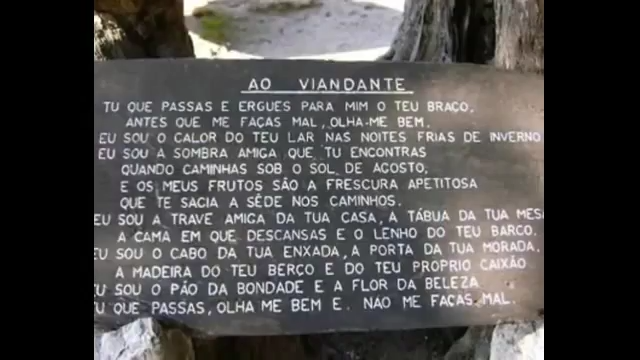 AO VIANDANTE
TU QUE PASSAS E ERGUES PARA MIM O TEU BRAÇO,
ANTES QUE ME FAÇAS MAL, OLHA-ME BEM.
EU SOU O CALOR DO TEU LAR NAS NOITES FRIAS DE INVERNO
EU SOU A SOMBRA AMIGA QUE TU ENCONTRAS
QUANDO CAMINHAS SOB O SOL DE AGOSTO,
E OS MEUS FRUTOS SÃO A FRESCURA APETITOSA
QUE TE SACIA A SÊDE NOS CAMINHOS.
EU SOU A TRAVE AMIGA DA TUA CASA, A TÁBUA DA TUA MESA
A CAMA EM QUE DESCANSAS E O LENHO DO TEU BARCO.
EU SOU O CABO DA TUA ENXADA, A PORTA DA TUA MORADA,
A MADEIRA DO TEU BERÇO E DO TEU PROPRIO CAIXÃO
EU SOU O PÃO DA BONDADE E A FLOR DA BELEZA
TU QUE PASSAS, OLHA ME BEM E. NÃO ME FAÇAS MAL.